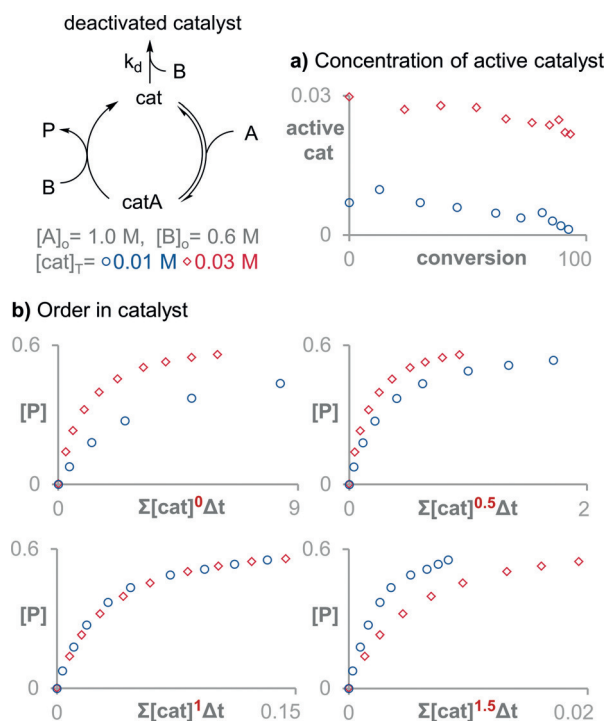 deactivated catalyst
k_d
B
cat
P
A
B
catA
[A]_o= 1.0 M, [B]_o= 0.6 M
[cat]_T= ○0.01 M ◇0.03 M
a) Concentration of active catalyst
0.03
active
cat
0
0
conversion
100
b) Order in catalyst
0.6
[P]
0
0
Σ[cat]^0Δt
9
0.6
[P]
0
0
Σ[cat]^0.5Δt
2
0.6
[P]
0
0
Σ[cat]^1Δt
0.15
0.6
[P]
0
0
Σ[cat]^1.5Δt
0.02